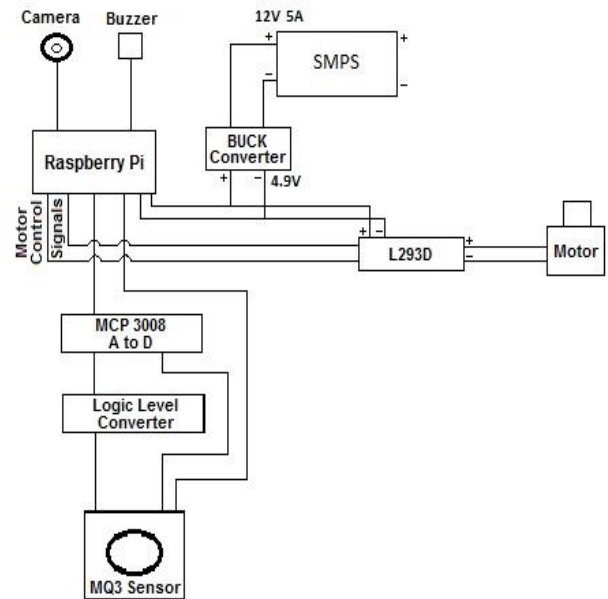 Camera
Buzzer
12V 5A
+
SMPS
+
−
−
BUCK
Converter
Raspberry Pi
+
−
4.9V
Motor
Control
Signals
+
−
L293D
+
−
Motor
MCP 3008
A to D
Logic Level
Converter
MQ3 Sensor